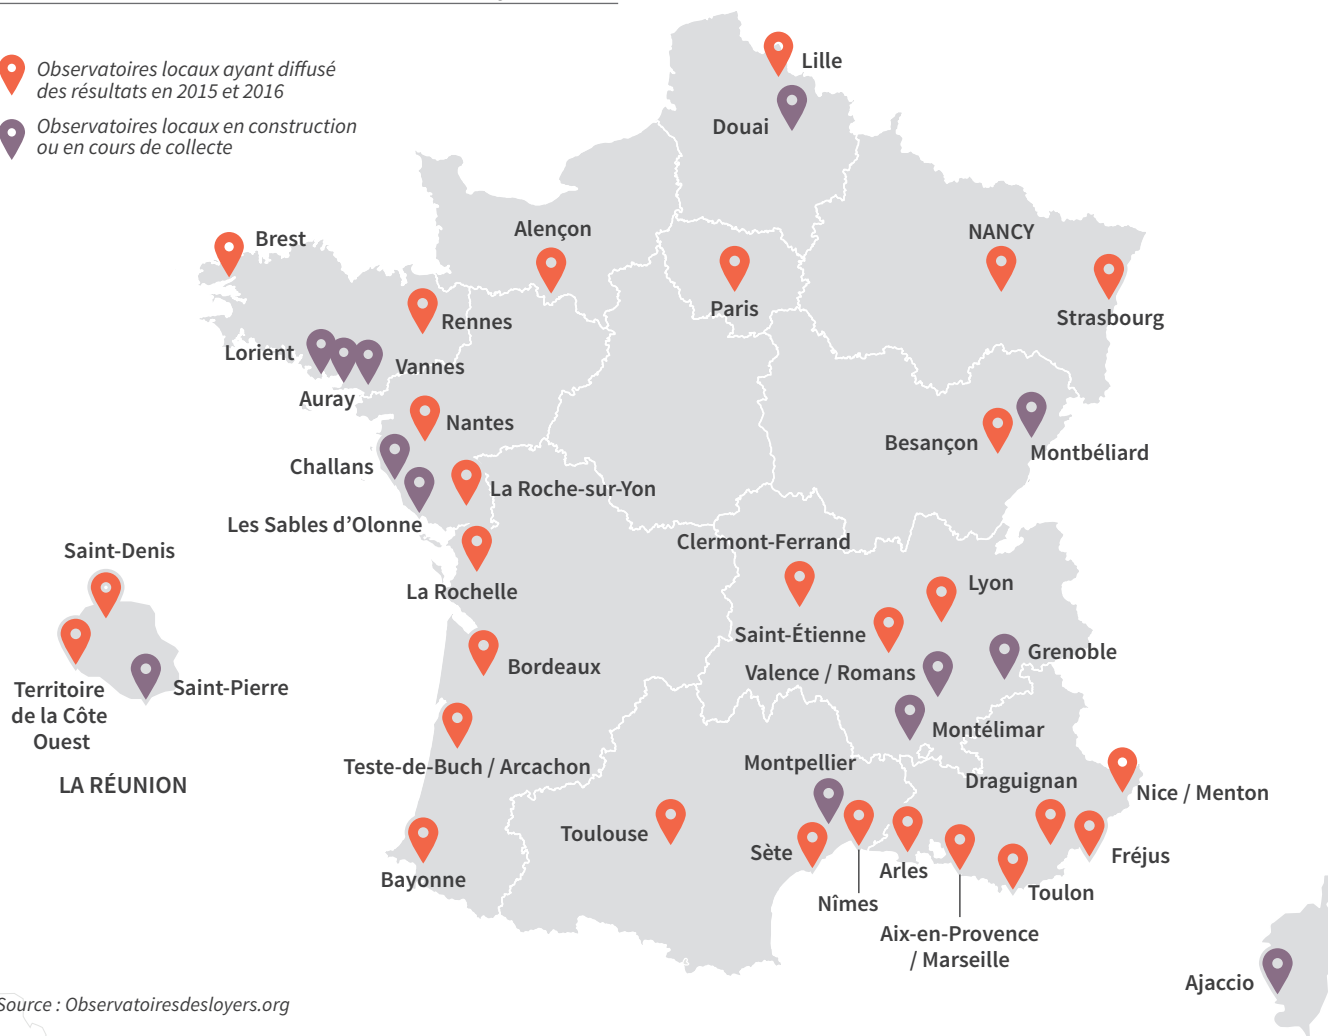 Observatoires locaux ayant diffusé
des résultats en 2015 et 2016
Observatoires locaux en construction
ou en cours de collecte
Lille
Douai
Brest
Alençon
NANCY
Paris
Strasbourg
Rennes
Lorient
Vannes
Auray
Nantes
Besançon
Montbéliard
Challans
La Roche-sur-Yon
Les Sables d’Olonne
Clermont-Ferrand
Saint-Denis
La Rochelle
Lyon
Saint-Étienne
Grenoble
Bordeaux
Valence / Romans
Saint-Pierre
Territoire
de la Côte
Ouest
Montélimar
LA RÉUNION
Teste-de-Buch / Arcachon
Montpellier
Draguignan
Nice / Menton
Toulouse
Sète
Fréjus
Arles
Bayonne
Toulon
Nîmes
Aix-en-Provence
/ Marseille
Ajaccio
Source : Observatoiresdesloyers.org